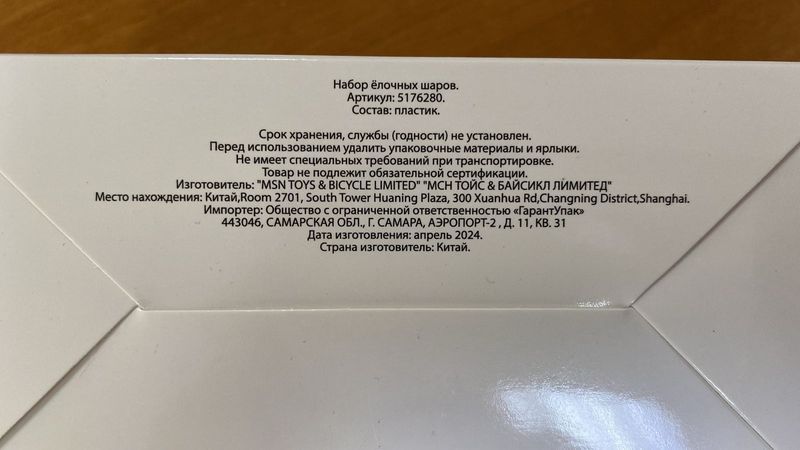 Набор ёлочных шаров.
Артикул: 5176280.
Состав: пластик.
Срок хранения, службы (годности) не установлен.
Перед использованием удалить упаковочные материалы и ярлыки.
Не имеет специальных требований при транспортировке.
Товар не подлежит обязательной сертификации.
Изготовитель: "MSN TOYS & BICYCLE LIMITED" "МСН ТОЙС & БАЙСИКЛ ЛЙМИТЕД"
Место нахождения: Китай,Room 2701, South Tower Huaning Plaza, 300 Xuanhua Rd,Changning District,Shanghai.
Импортер: Общество с ограниченной ответственностью «ГарантУпак»
443046, САМАРСКАЯ ОБЛ., Г. САМАРА, АЭРОПОРТ-2 , Д. 11, КВ. 31
Дата изготовления: апрель 2024.
Страна изготовитель: Китай.